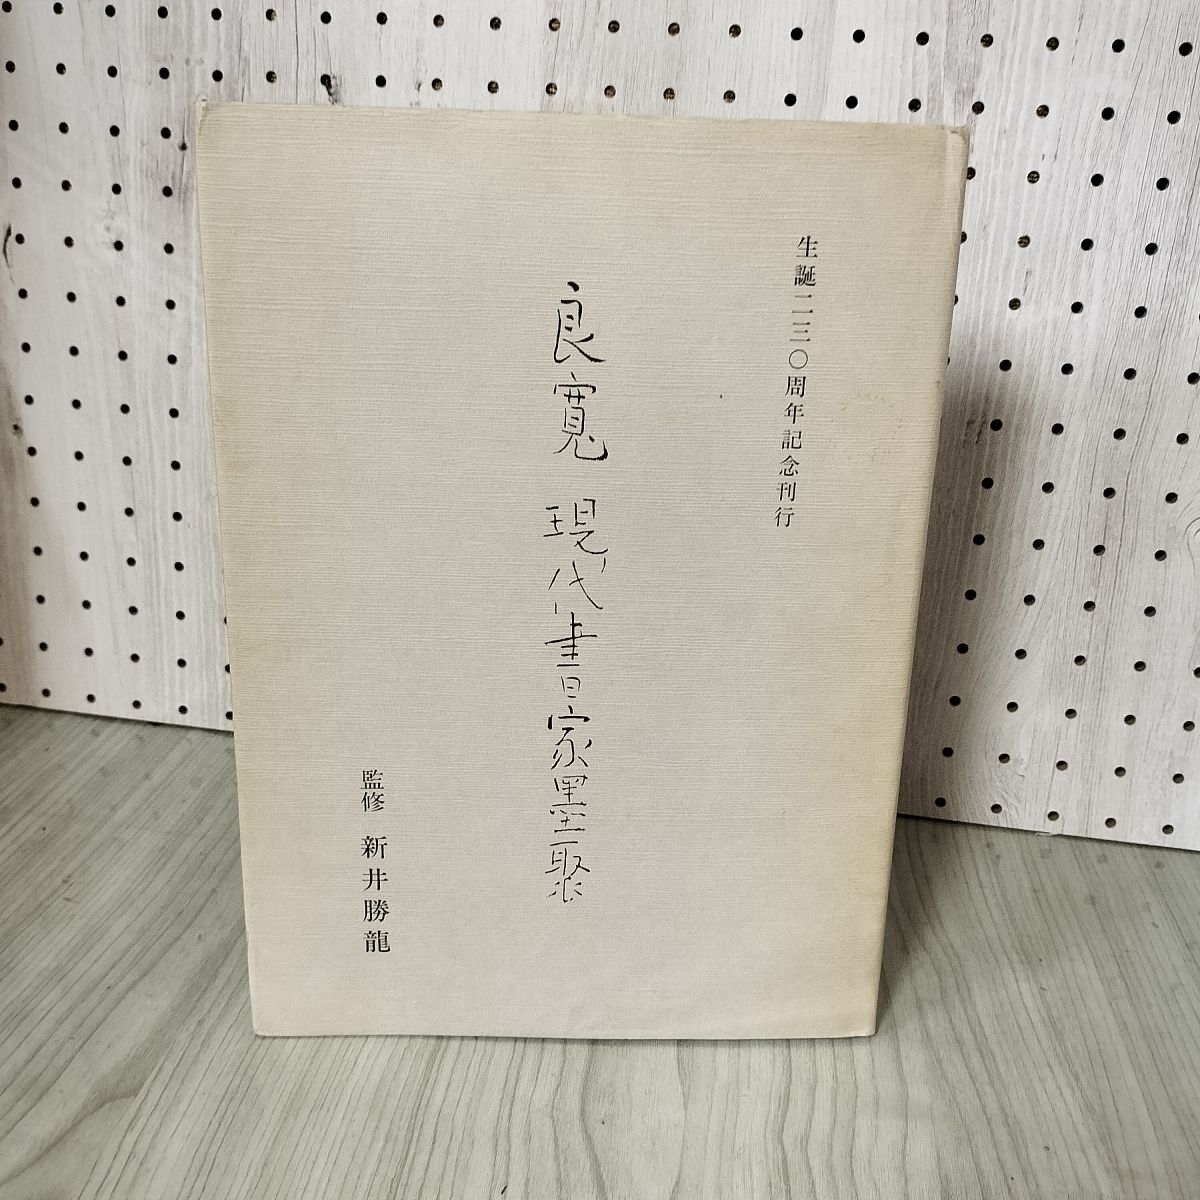 生誕二三〇周年記念刊行
良寛 現代書家墨聚
監修 新井勝龍